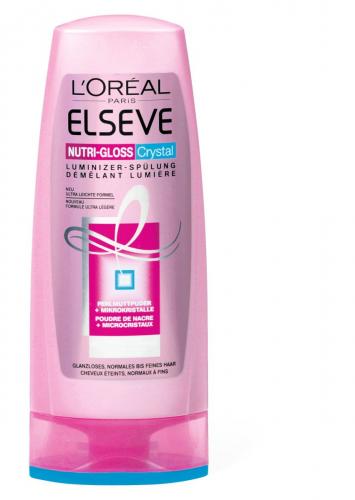 L'ORÉAL
PARIS
ELSEVE
NUTRI-GLOSS Crystal
LUMINIZER-SPÜLUNG
DÉMÊLANT LUMIÈRE
NEU
ULTRA LEICHTE FORMEL
NOUVEAU
FORMULE ULTRA LÉGÈRE
PERLMUTTPUDER
+ MIKROKRISTALLE
POUDRE DE NACRE
+ MICROCRISTAUX
GLANZLOSES, NORMALES BIS FEINES HAAR
CHEVEUX ÉTEINTS, NORMAUX À FINS